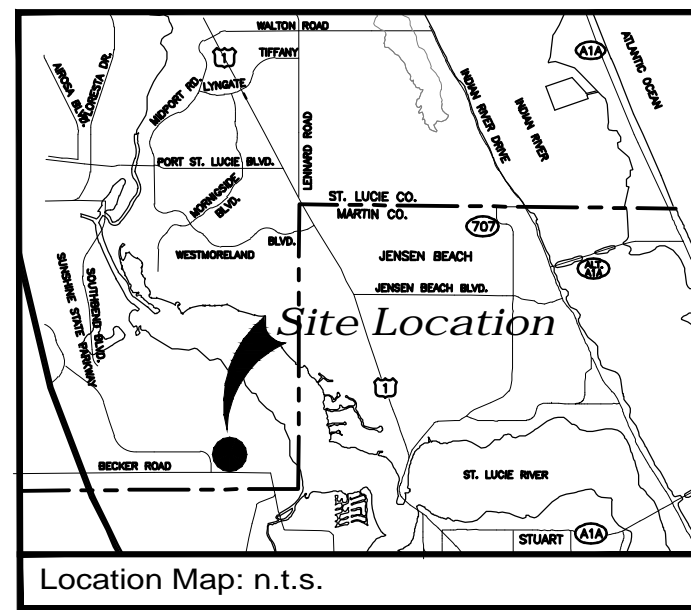 WALTON ROAD
1
TIFFANY
LYNGATE
MIDPORT RD.
AIROSA BLVD.
FLORESTA DR.
A1A
ATLANTIC OCEAN
INDIAN RIVER DRIVE
INDIAN RIVER
LENNARD ROAD
PORT ST. LUCIE BLVD.
MORNIGSIDE
BLVD.
ST. LUCIE CO.
MARTIN CO.
707
WESTMORELAND
BLVD.
JENSEN BEACH
ALT.
A1A
JENSEN BEACH BLVD.
SOUTHBEND BLVD.
SUNSHINE STATE PARKWAY
Site Location
1
BECKER ROAD
ST. LUCIE RIVER
STUART
A1A
Location Map: n.t.s.